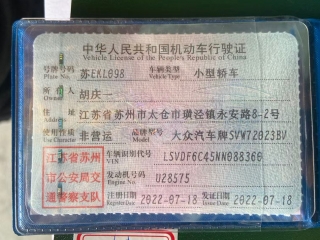 中华人民共和国机动车行驶证
Vehicle License of the People's Republic of China
号牌号码 苏EKL098 车辆类型 小型轿车
Plate No. Vehicle Type
所有人 胡庆一
Owner
住址 江苏省苏州市太仓市璜泾镇永安路8-2号
使用性质 非营运 品牌型号 大众汽车牌SVW72023BV
Use Character
江苏省苏州市公安局交通警察支队
车辆识别代号 LSVDF6C45NN088360
VIN
发动机号码 U28575
Engine No.
注册日期 2022-07-18 发证日期 2022-07-18
Register Date Issue Date